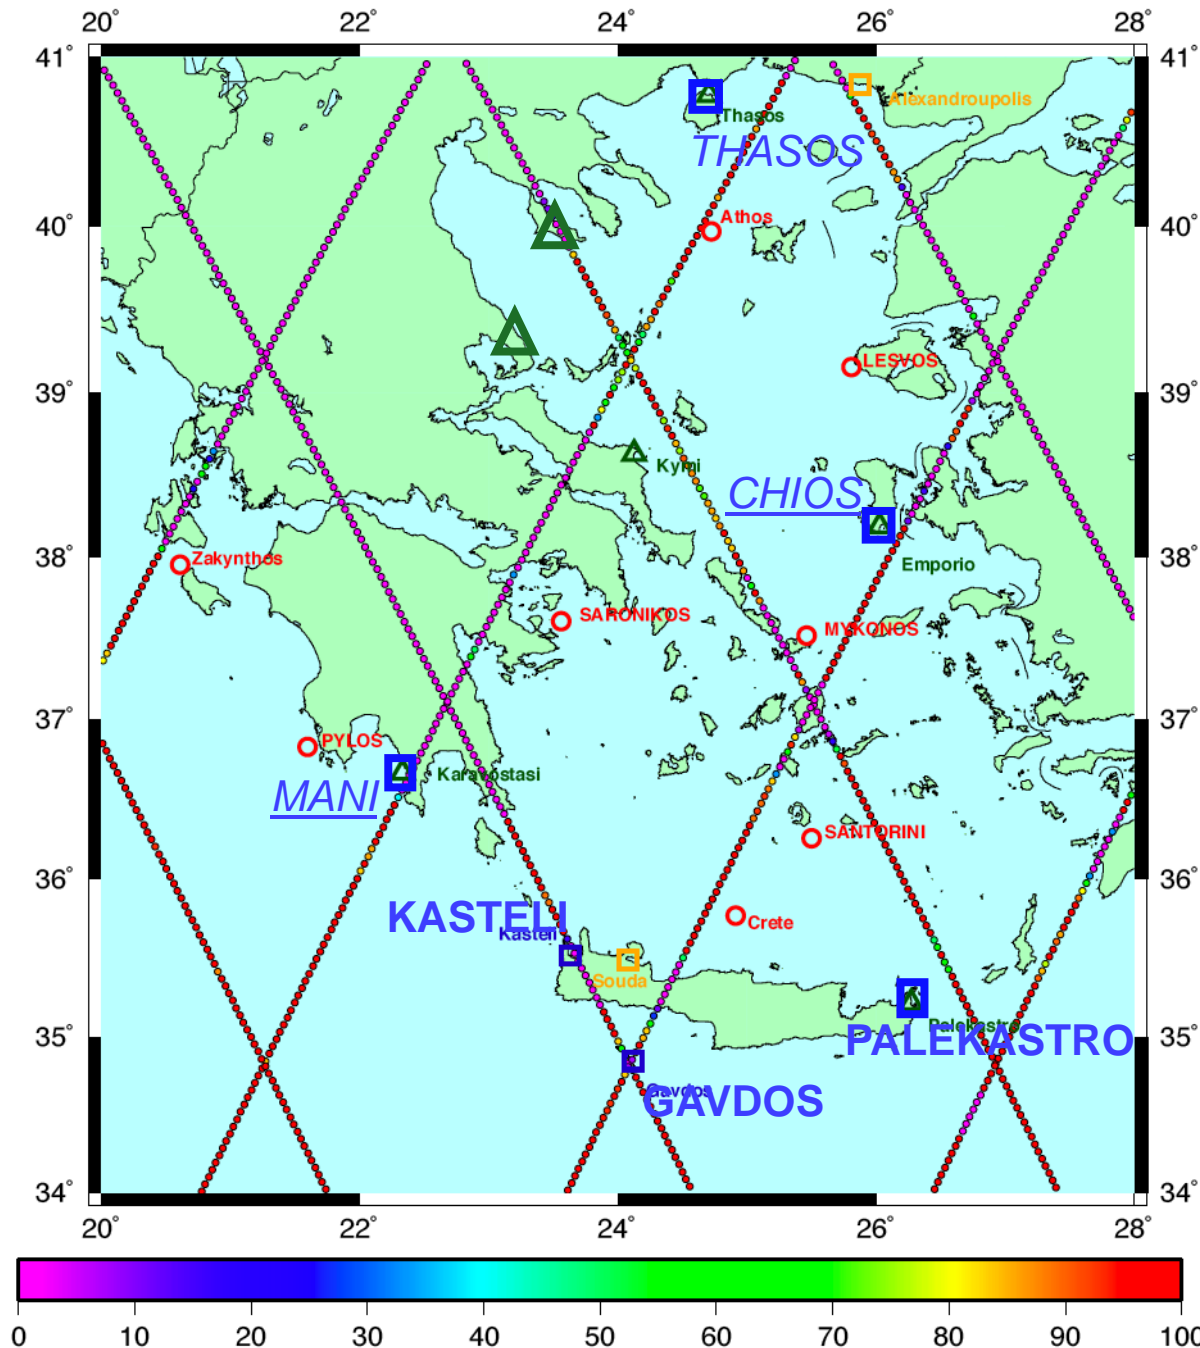 20° 22° 24° 26° 28°
41° 41°
Alexandroupolis
Thasos
THASOS
40° 40°
Athos
39° 39°
LESVOS
Kymi
CHIOS
38° 38°
Zakynthos
Emporio
SARONIKOS
MYKONOS
37° 37°
PYLOS
Karavostasi
MANI
SANTORINI
36° 36°
KASTELI
Kasteli
Crete
Souda
35° 35°
Palekastro
PALEKASTRO
Gavdos
GAVDOS
34° 34°
20° 22° 24° 26° 28°
0 10 20 30 40 50 60 70 80 90 100